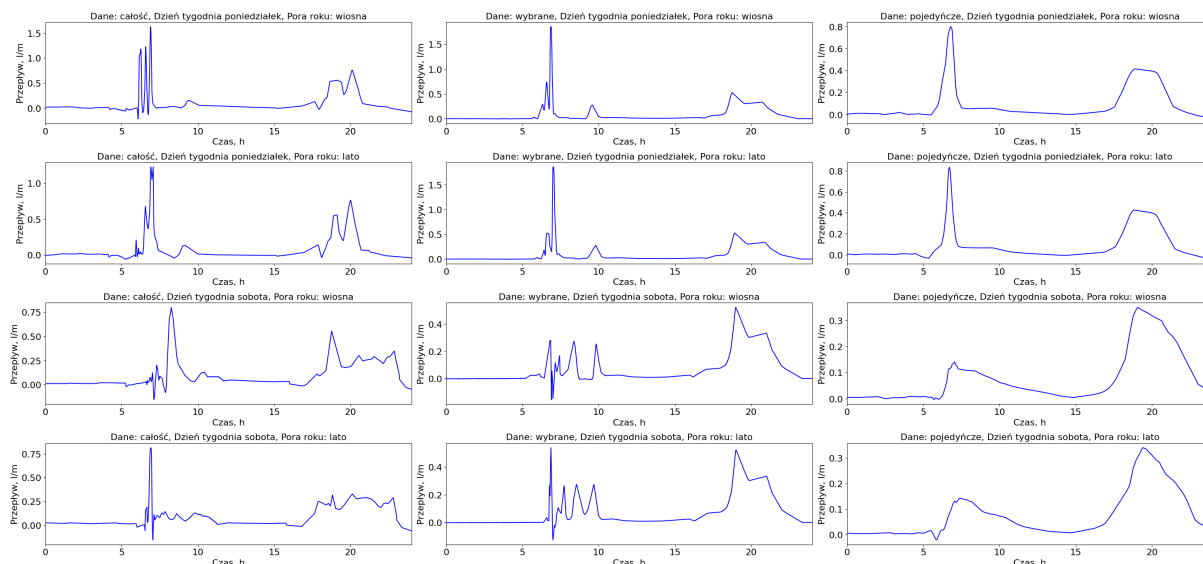 Dane: całość, Dzień tygodnia poniedziałek, Pora roku: wiosna
Przepływ, l/m
1.5
1.0
0.5
0.0
0 5 10 15 20
Czas, h
Dane: wybrane, Dzień tygodnia poniedziałek, Pora roku: wiosna
Przepływ, l/m
1.5
1.0
0.5
0.0
0 5 10 15 20
Czas, h
Dane: pojedyńcze, Dzień tygodnia poniedziałek, Pora roku: wiosna
Przepływ, l/m
0.8
0.6
0.4
0.2
0.0
0 5 10 15 20
Czas, h
Dane: całość, Dzień tygodnia poniedziałek, Pora roku: lato
Przepływ, l/m
1.0
0.5
0.0
0 5 10 15 20
Czas, h
Dane: wybrane, Dzień tygodnia poniedziałek, Pora roku: lato
Przepływ, l/m
1.5
1.0
0.5
0.0
0 5 10 15 20
Czas, h
Dane: pojedyńcze, Dzień tygodnia poniedziałek, Pora roku: lato
Przepływ, l/m
0.8
0.6
0.4
0.2
0.0
0 5 10 15 20
Czas, h
Dane: całość, Dzień tygodnia sobota, Pora roku: wiosna
Przepływ, l/m
0.75
0.50
0.25
0.00
0 5 10 15 20
Czas, h
Dane: wybrane, Dzień tygodnia sobota, Pora roku: wiosna
Przepływ, l/m
0.4
0.2
0.0
0 5 10 15 20
Czas, h
Dane: pojedyńcze, Dzień tygodnia sobota, Pora roku: wiosna
Przepływ, l/m
0.3
0.2
0.1
0.0
0 5 10 15 20
Czas, h
Dane: całość, Dzień tygodnia sobota, Pora roku: lato
Przepływ, l/m
0.75
0.50
0.25
0.00
0 5 10 15 20
Czas, h
Dane: wybrane, Dzień tygodnia sobota, Pora roku: lato
Przepływ, l/m
0.4
0.2
0.0
0 5 10 15 20
Czas, h
Dane: pojedyńcze, Dzień tygodnia sobota, Pora roku: lato
Przepływ, l/m
0.3
0.2
0.1
0.0
0 5 10 15 20
Czas, h